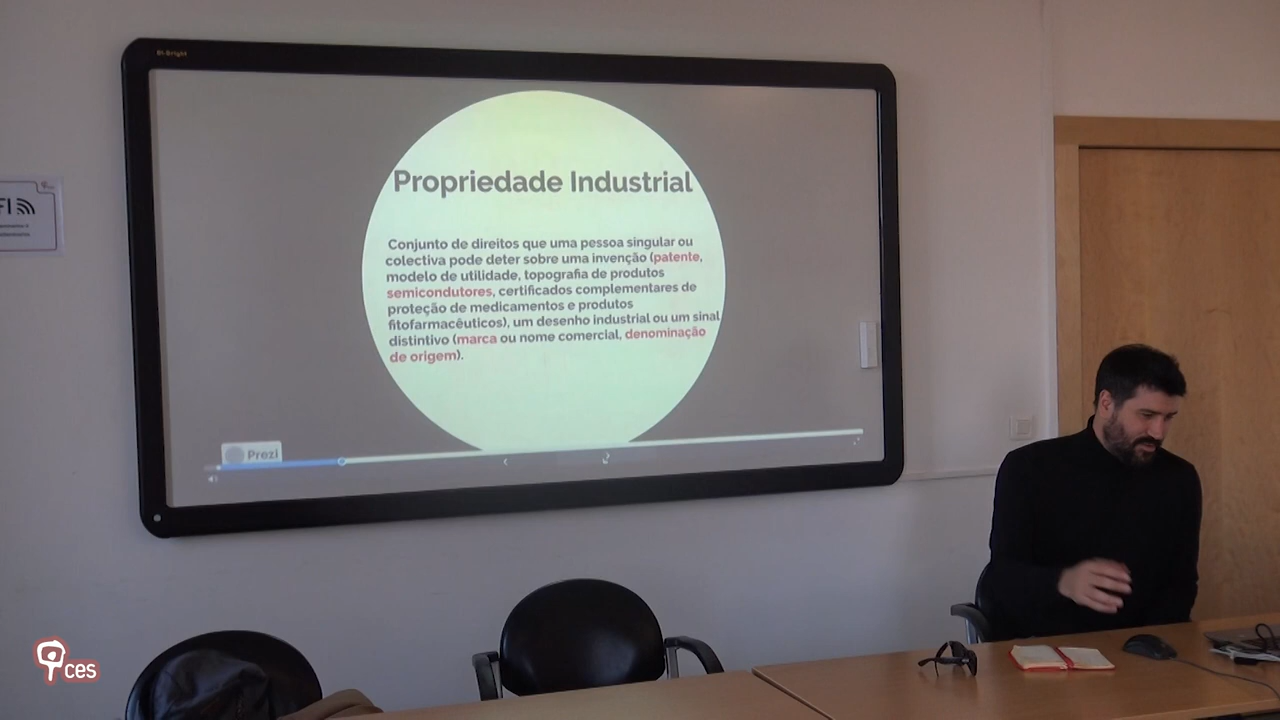 Propriedade Industrial
Conjunto de direitos que uma pessoa singular ou
colectiva pode deter sobre uma invenção (patente,
modelo de utilidade, topografia de produtos
semicondutores, certificados complementares de
proteção de medicamentos e produtos
fitofarmacêuticos), um desenho industrial ou um sinal
distintivo (marca ou nome comercial, denominação
de origem).
Prezi
ces